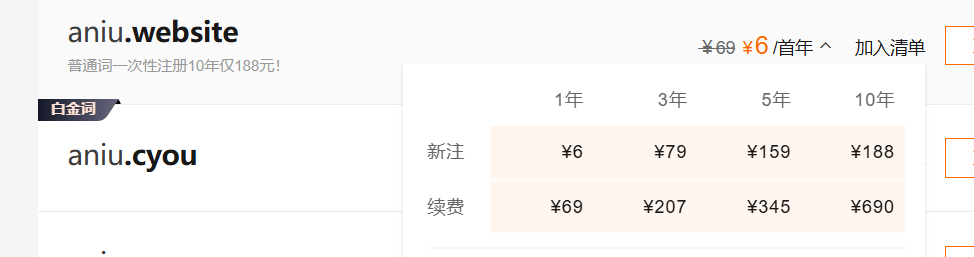 aniu.website
¥69 ¥6 /首年 加入清单
普通词一次性注册10年仅188元！
1年 3年 5年 10年
白金词
新注 ¥6 ¥79 ¥159 ¥188
aniu.cyou
续费 ¥69 ¥207 ¥345 ¥690